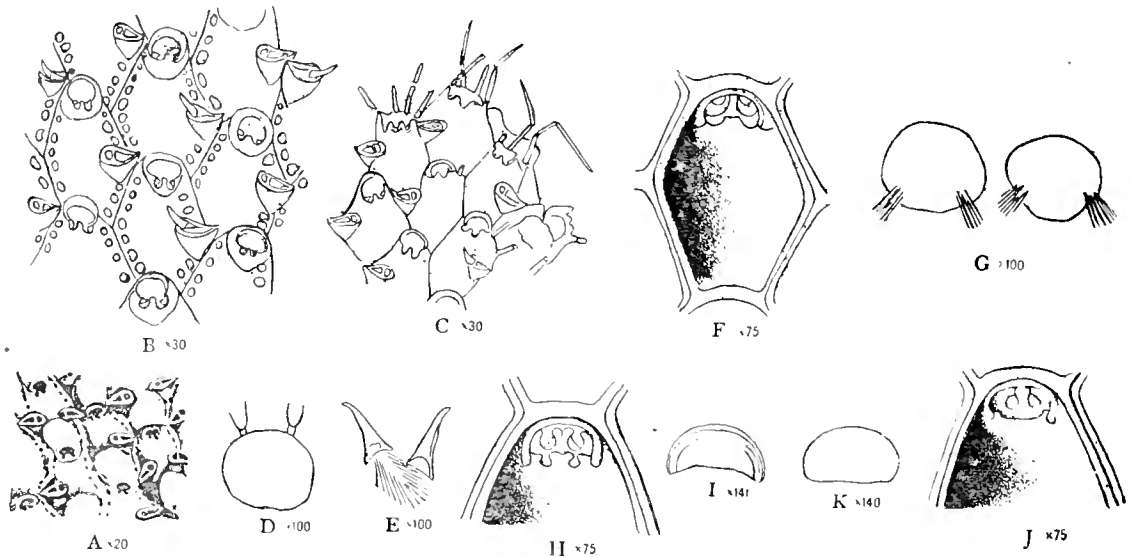 B ×30
C ×30
F ×75
G ×100
A ×20
D ×100
E ×100
H ×75
I ×141
K ×140
J ×75